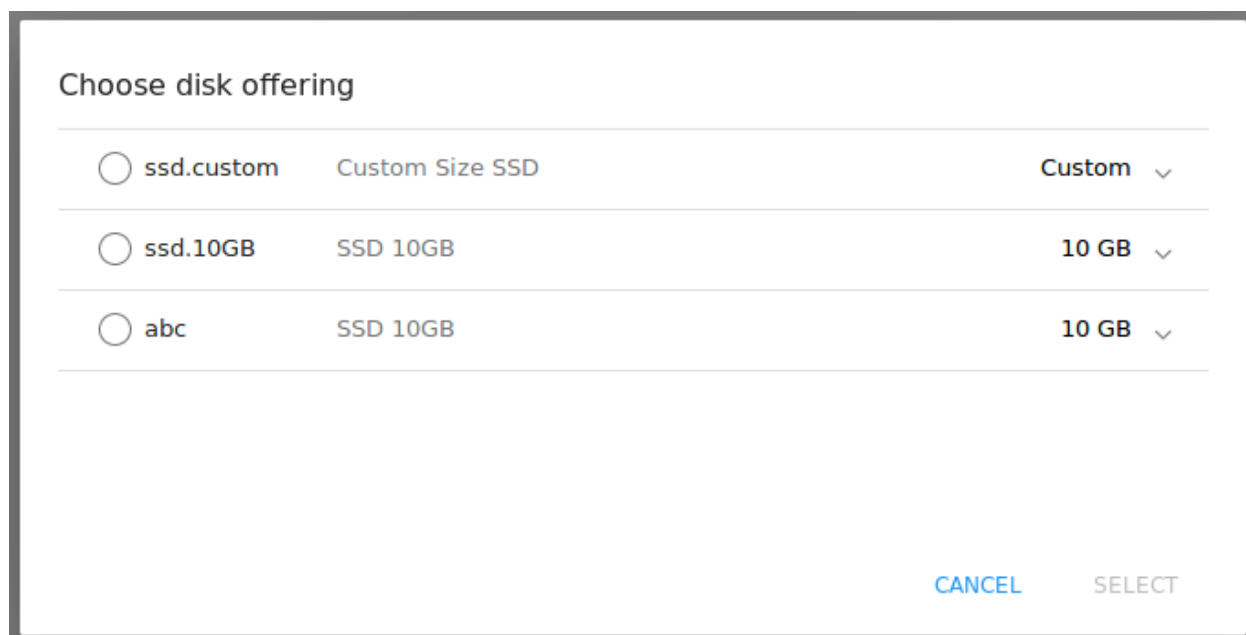 Choose disk offering
ssd.custom Custom Size SSD Custom
ssd.10GB SSD 10GB 10 GB
abc SSD 10GB 10 GB
CANCEL SELECT